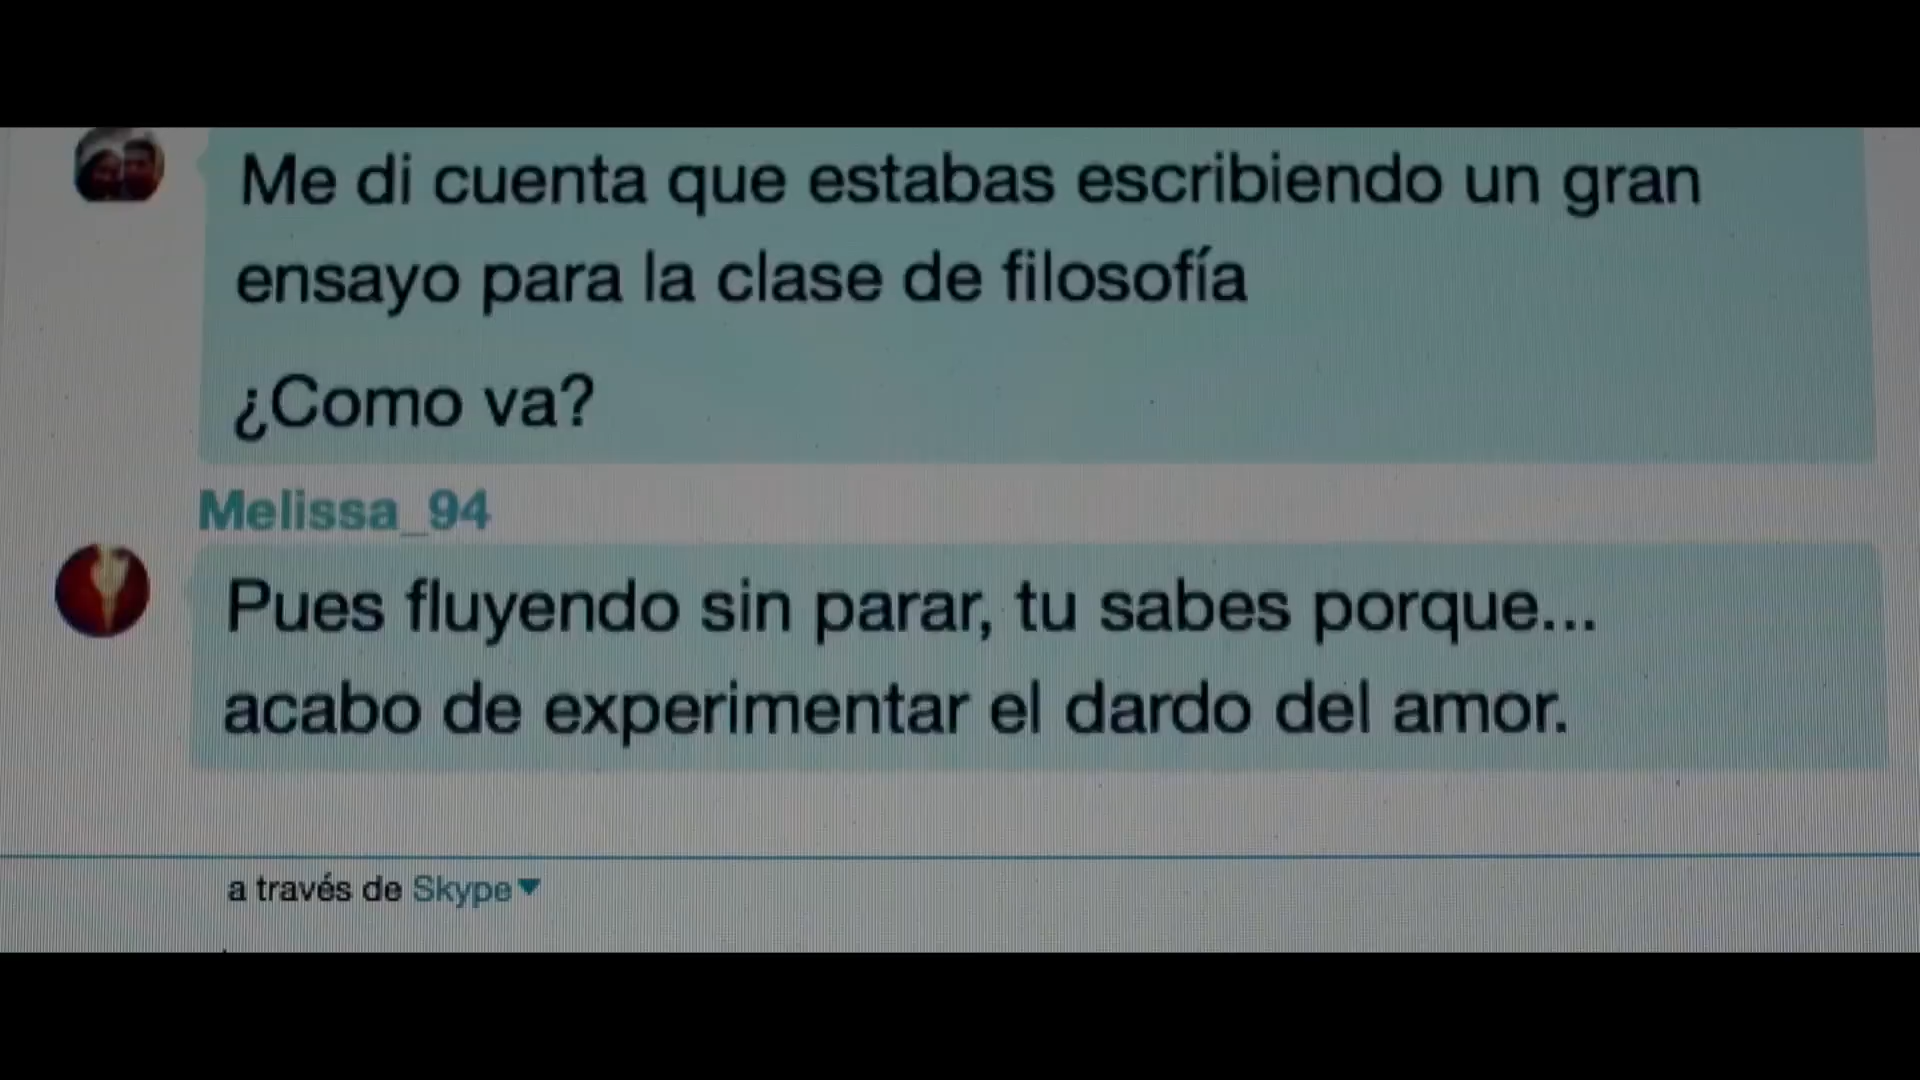 Me di cuenta que estabas escribiendo un gran
ensayo para la clase de filosofía
¿Como va?
Melissa_94
Pues fluyendo sin parar, tu sabes porque...
acabo de experimentar el dardo del amor.
a través de Skype